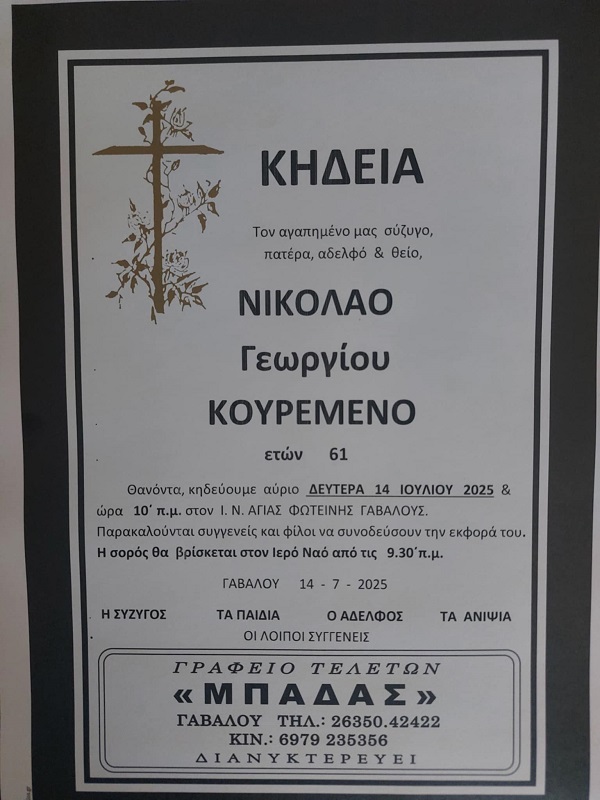 ΚΗΔΕΙΑ
Τον αγαπημένο μας σύζυγο,
πατέρα, αδελφό & θείο,
ΝΙΚΟΛΑΟ
Γεωργίου
ΚΟΥΡΕΜΕΝΟ
ετών 61
Θανόντα, κηδεύουμε αύριο ΔΕΥΤΕΡΑ 14 ΙΟΥΛΙΟΥ 2025 &
ώρα 10΄ π.μ. στον Ι. Ν. ΑΓΙΑΣ ΦΩΤΕΙΝΗΣ ΓΑΒΑΛΟΥΣ.
Παρακαλούνται συγγενείς και φίλοι να συνοδεύσουν την εκφορά του.
Η σορός θα βρίσκεται στον Ιερό Ναό από τις 9.30΄π.μ.
ΓΑΒΑΛΟΥ 14 - 7 - 2025
Η ΣΥΖΥΓΟΣ ΤΑ ΠΑΙΔΙΑ Ο ΑΔΕΛΦΟΣ ΤΑ ΑΝΙΨΙΑ
ΟΙ ΛΟΙΠΟΙ ΣΥΓΓΕΝΕΙΣ
ΓΡΑΦΕΙΟ ΤΕΛΕΤΩΝ
«ΜΠΑΔΑΣ»
ΓΑΒΑΛΟΥ ΤΗΛ.: 26350.42422
ΚΙΝ.: 6979 235356
ΔΙΑΝΥΚΤΕΡΕΥΕΙ